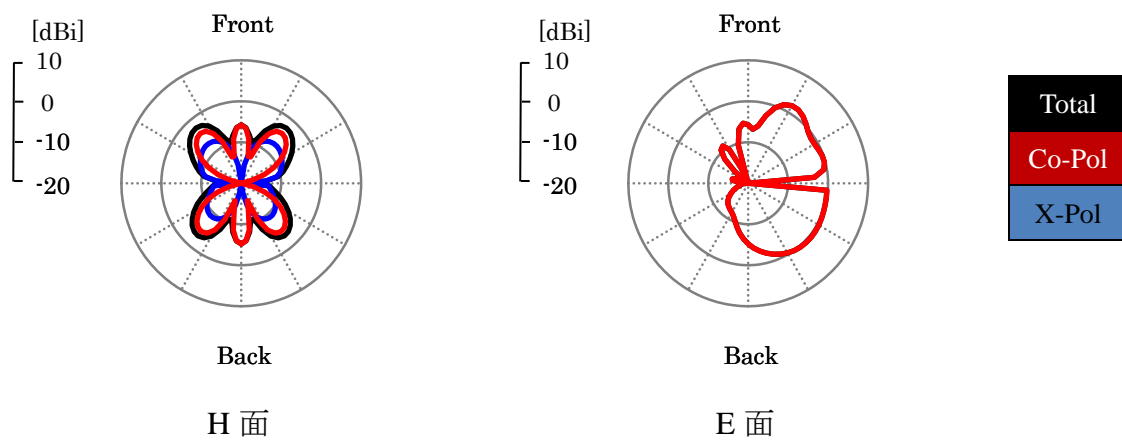 [dBi]
10
0
-10
-20
Front
Back
H 面
[dBi]
10
0
-10
-20
Front
Back
E 面
Total
Co-Pol
X-Pol